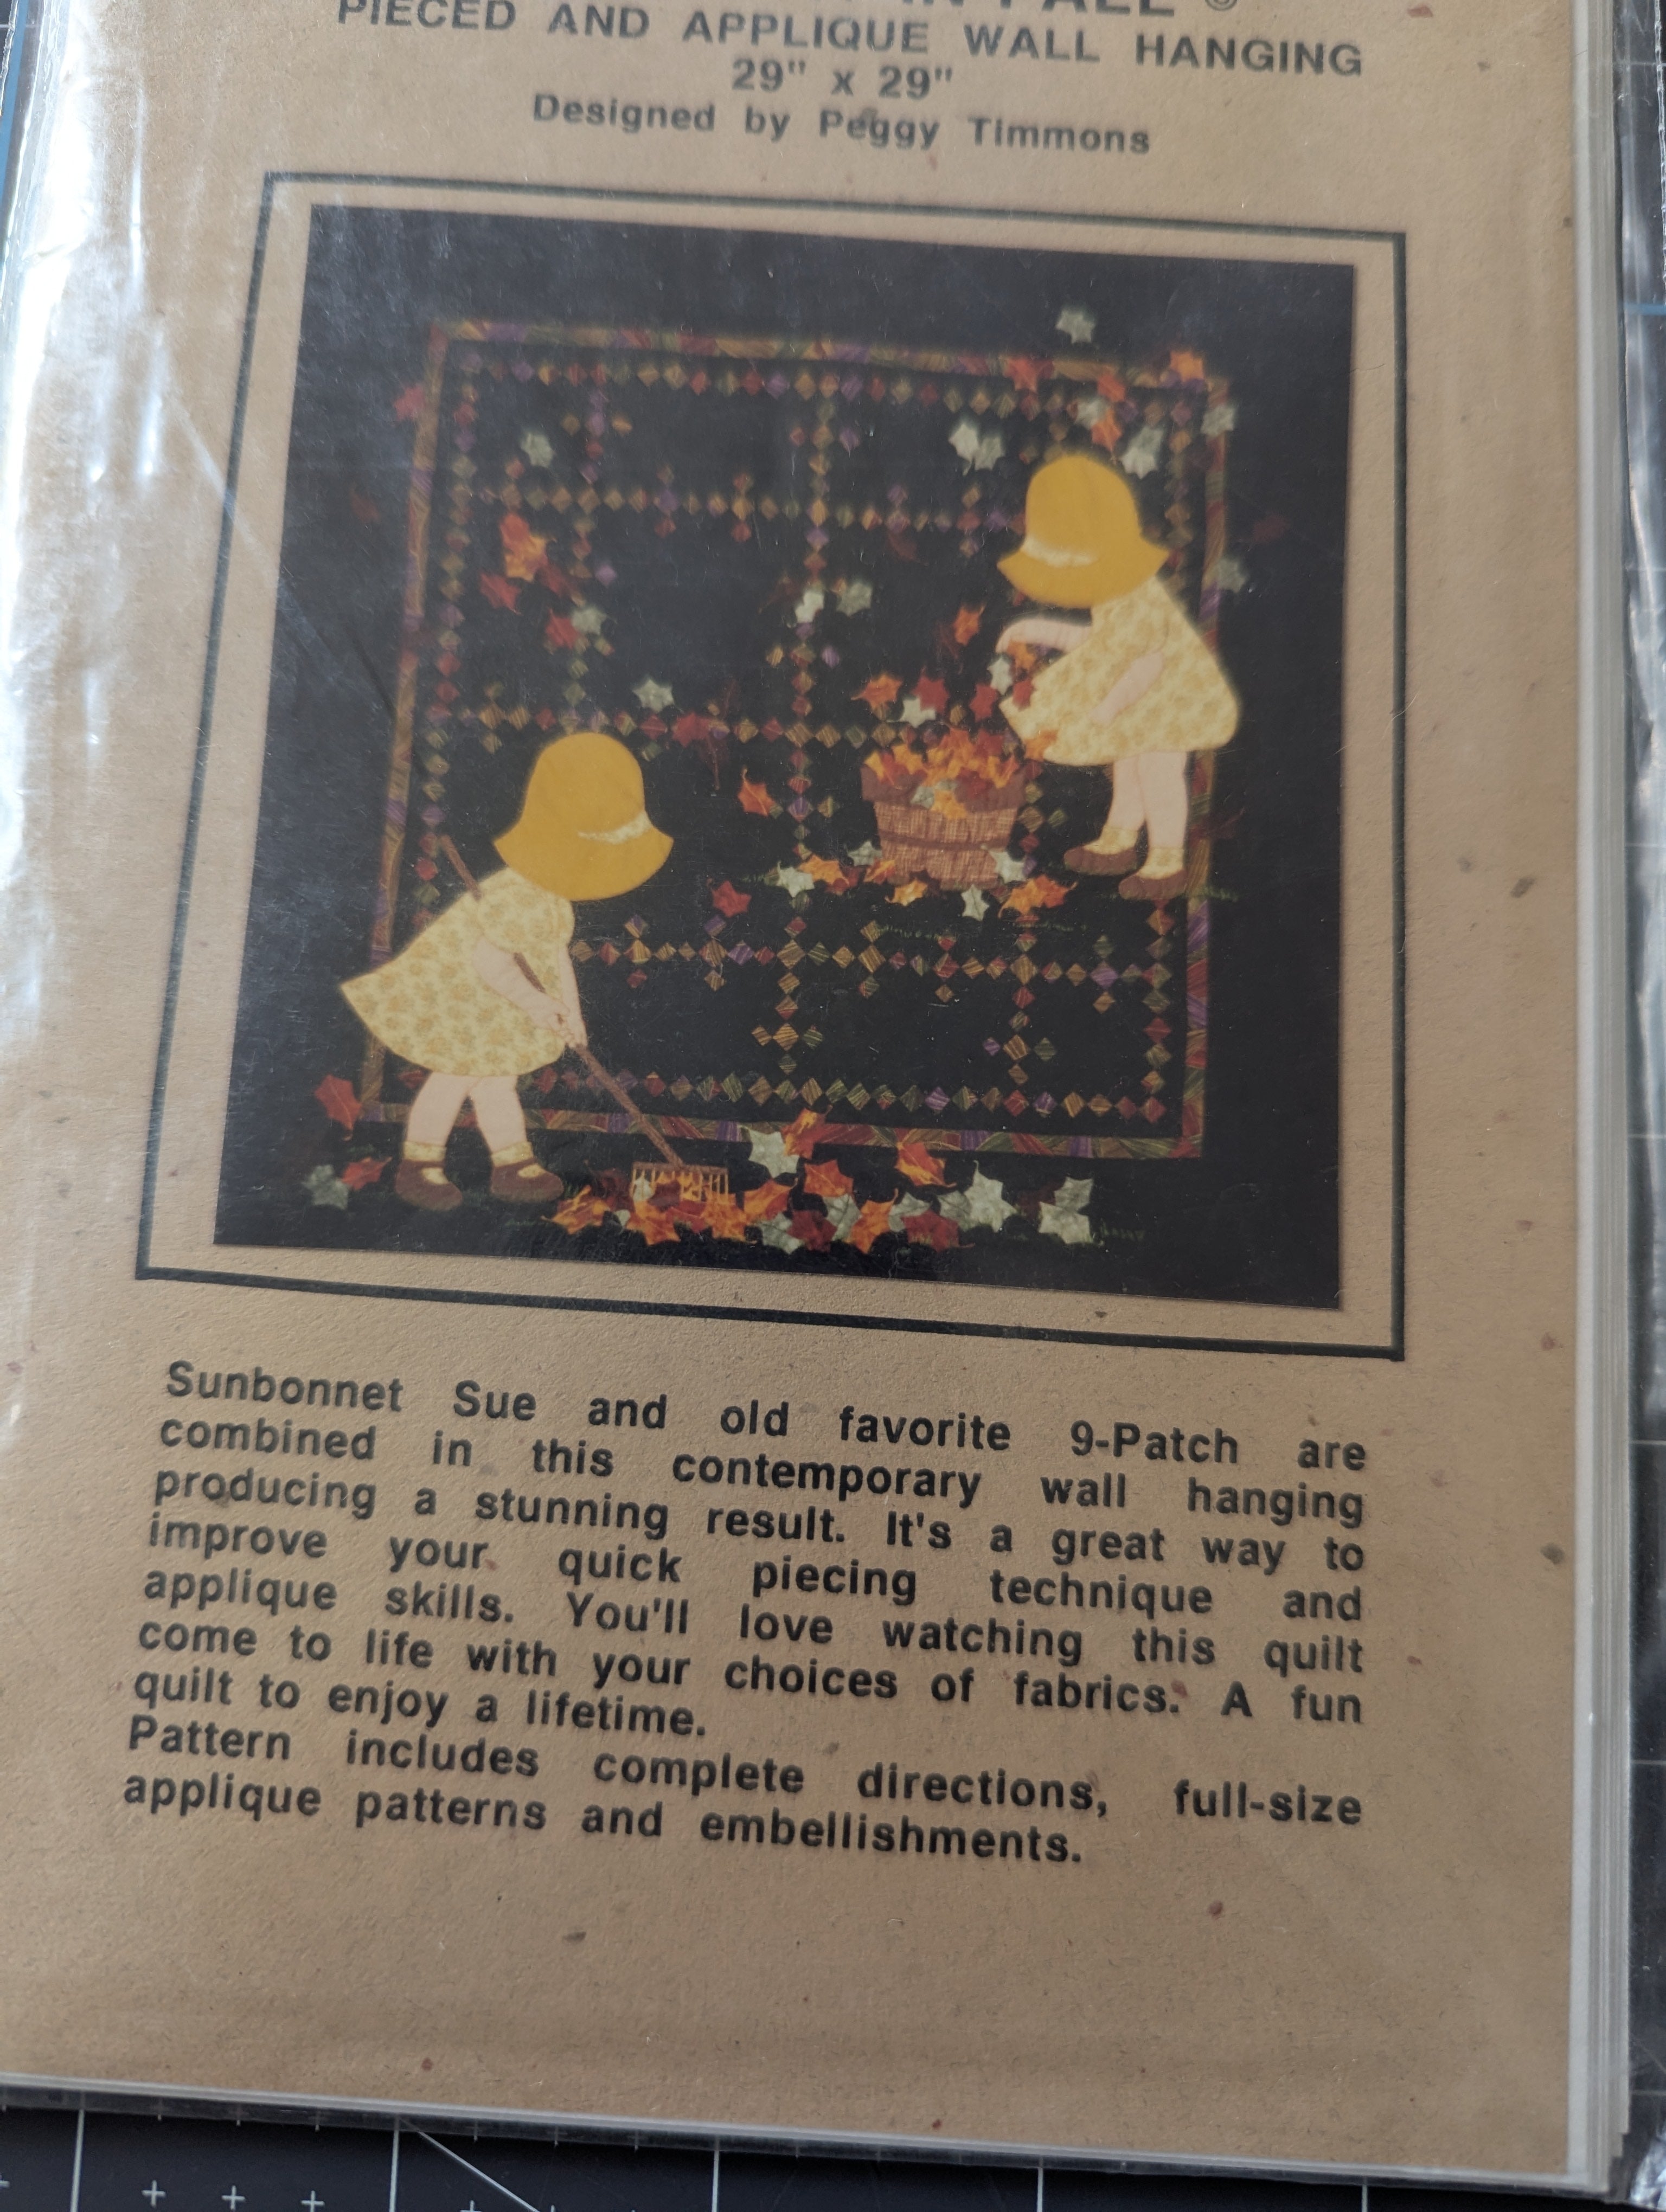 IN FALL ©
PIECED AND APPLIQUE WALL HANGING
29" x 29"
Designed by Peggy Timmons
Sunbonnet Sue and old favorite 9-Patch are
combined in this contemporary wall hanging
producing a stunning result. It's a great way to
improve your quick piecing technique and
applique skills. You'll love watching this quilt
come to life with your choices of fabrics. A fun
quilt to enjoy a lifetime.
Pattern includes complete directions, full-size
applique patterns and embellishments.